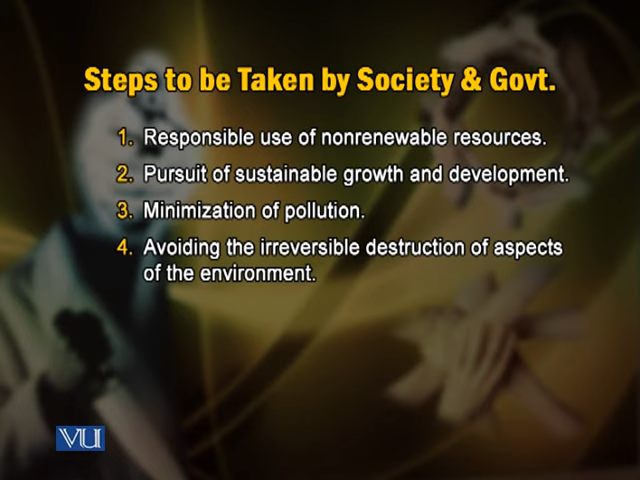 Steps to be Taken by Society & Govt.
1. Responsible use of nonrenewable resources.
2. Pursuit of sustainable growth and development.
3. Minimization of pollution.
4. Avoiding the irreversible destruction of aspects
of the environment.
VU